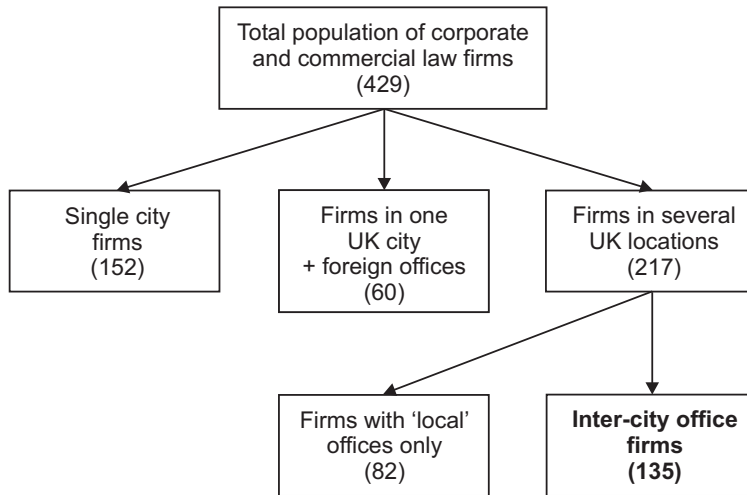 Total population of corporate
and commercial law firms
(429)
Single city
firms
(152)
Firms in one
UK city
+ foreign offices
(60)
Firms in several
UK locations
(217)
Firms with ‘local’
offices only
(82)
Inter-city office
firms
(135)